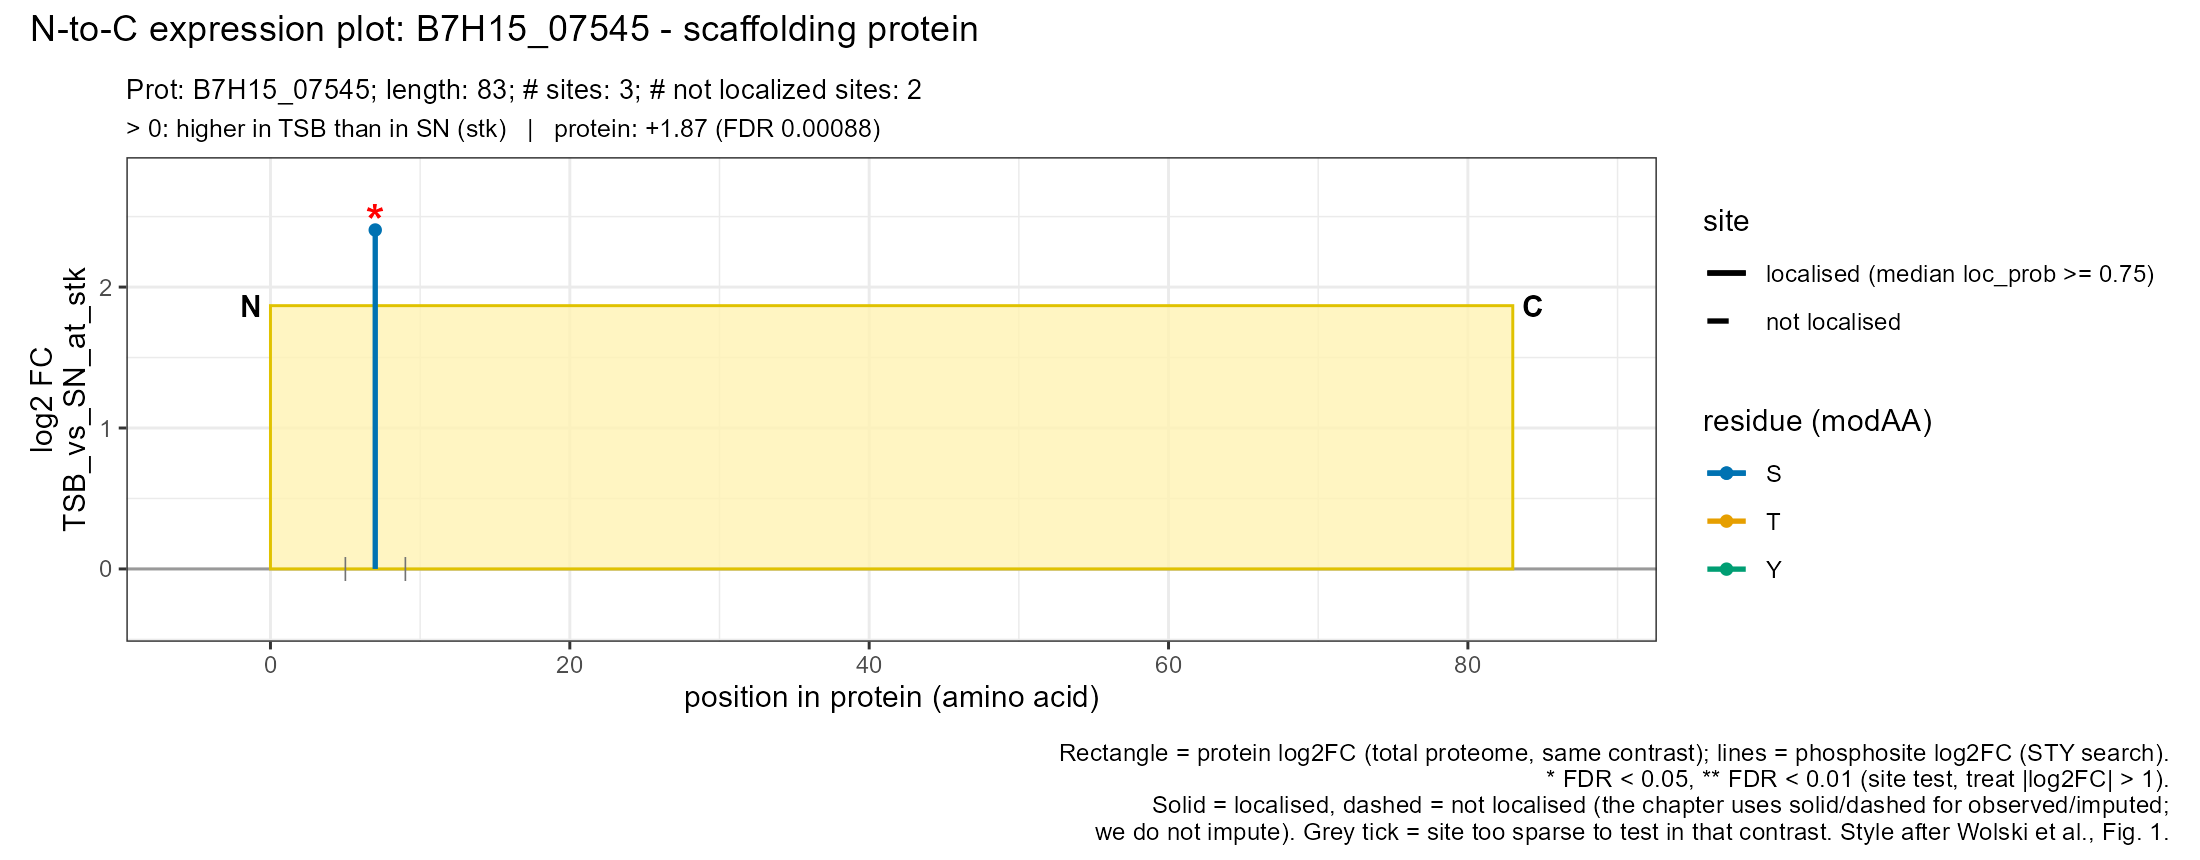 N-to-C expression plot: B7H15_07545 - scaffolding protein
Prot: B7H15_07545; length: 83; # sites: 3; # not localized sites: 2
> 0: higher in TSB than in SN (stk)   |   protein: +1.87 (FDR 0.00088)
log2 FC
TSB_vs_SN_at_stk
2
1
0
N
*
C
0
20
40
60
80
position in protein (amino acid)
site
localised (median loc_prob >= 0.75)
not localised
residue (modAA)
S
T
Y
Rectangle = protein log2FC (total proteome, same contrast); lines = phosphosite log2FC (STY search).
* FDR < 0.05, ** FDR < 0.01 (site test, treat |log2FC| > 1).
Solid = localised, dashed = not localised (the chapter uses solid/dashed for observed/imputed;
we do not impute). Grey tick = site too sparse to test in that contrast. Style after Wolski et al., Fig. 1.